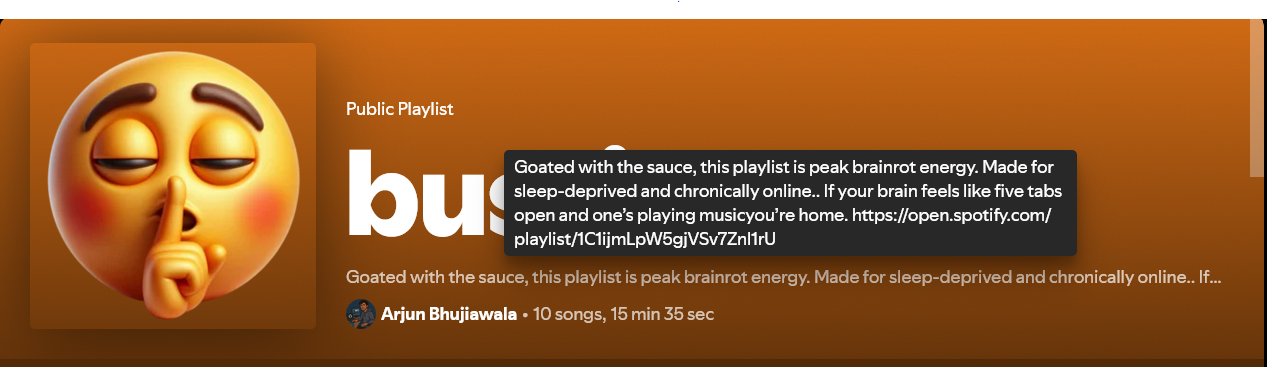 Public Playlist
bus
Goated with the sauce, this playlist is peak brainrot energy. Made for
sleep-deprived and chronically online.. If your brain feels like five tabs
open and one's playing musicyou're home. https://open.spotify.com/
playlist/1C1ijmLpW5gjVSv7Znl1rU
Goated with the sauce, this playlist is peak brainrot energy. Made for sleep-deprived and chronically online.. If...
Arjun Bhujiawala • 10 songs, 15 min 35 sec